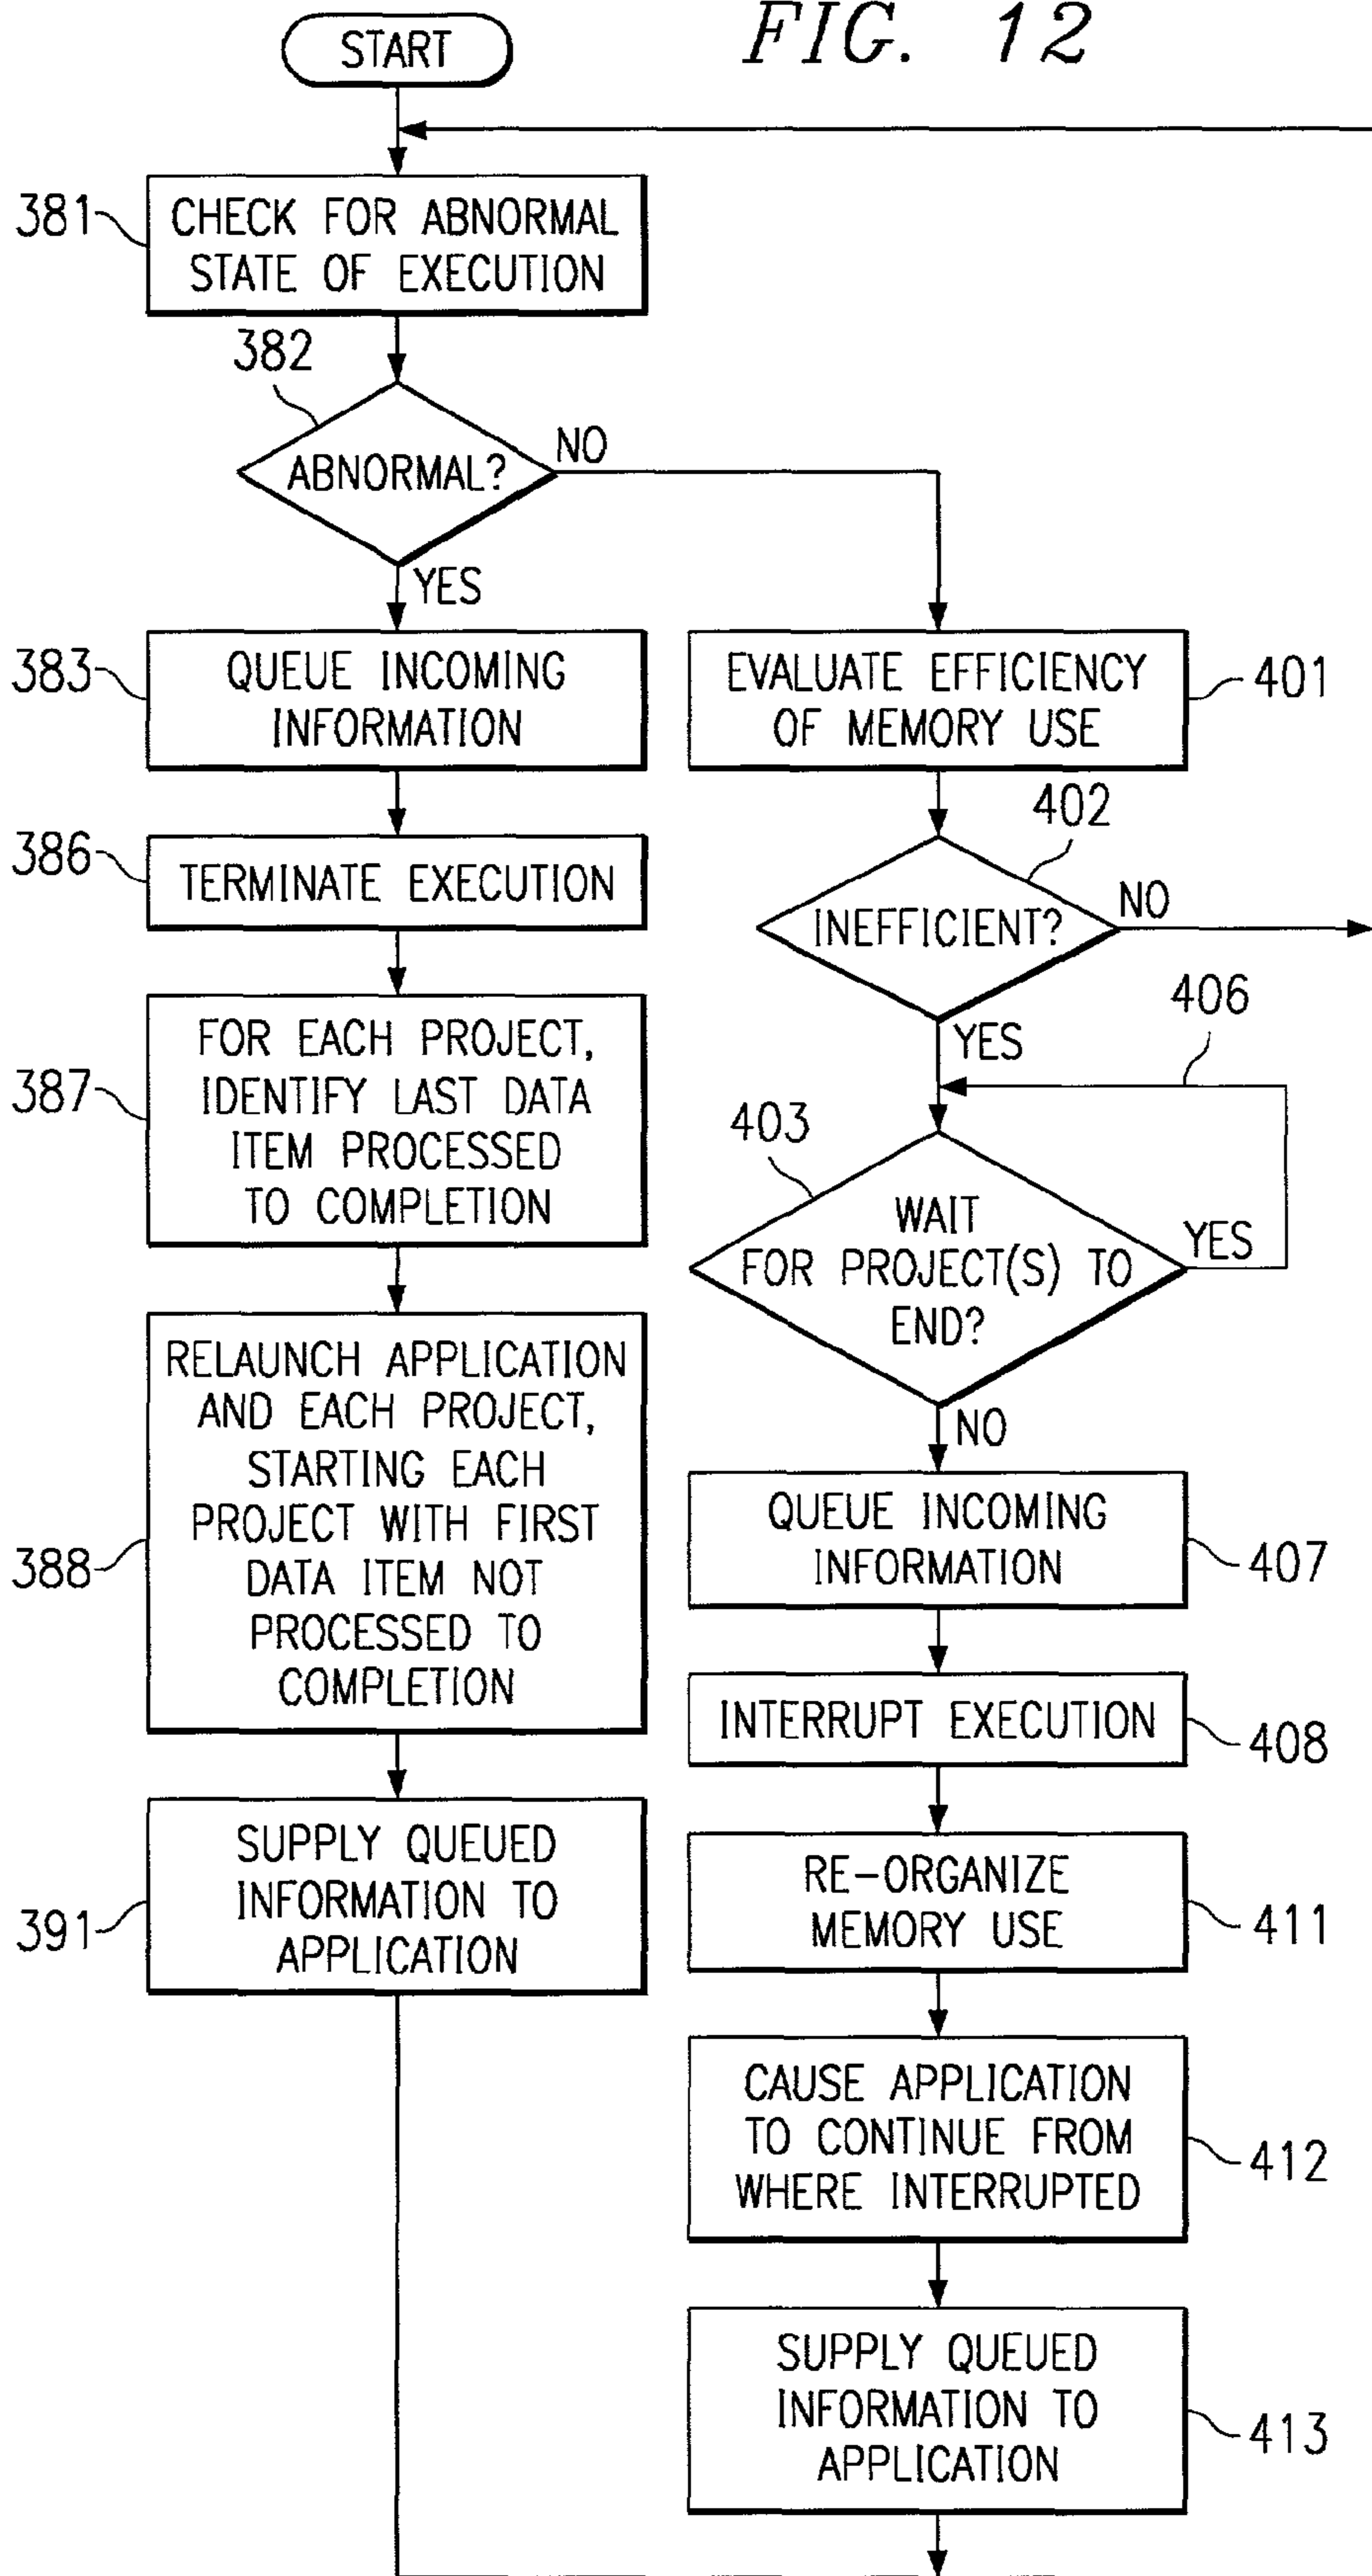 FIG. 12
START
381
CHECK FOR ABNORMAL
STATE OF EXECUTION
382
ABNORMAL?
NO
YES
383
QUEUE INCOMING
INFORMATION
386
TERMINATE EXECUTION
387
FOR EACH PROJECT,
IDENTIFY LAST DATA
ITEM PROCESSED
TO COMPLETION
388
RELAUNCH APPLICATION
AND EACH PROJECT,
STARTING EACH
PROJECT WITH FIRST
DATA ITEM NOT
PROCESSED TO
COMPLETION
391
SUPPLY QUEUED
INFORMATION TO
APPLICATION
EVALUATE EFFICIENCY
OF MEMORY USE
401
402
INEFFICIENT?
NO
YES
406
403
WAIT
FOR PROJECT(S) TO
END?
YES
NO
QUEUE INCOMING
INFORMATION
407
INTERRUPT EXECUTION
408
RE-ORGANIZE
MEMORY USE
411
CAUSE APPLICATION
TO CONTINUE FROM
WHERE INTERRUPTED
412
SUPPLY QUEUED
INFORMATION TO
APPLICATION
413